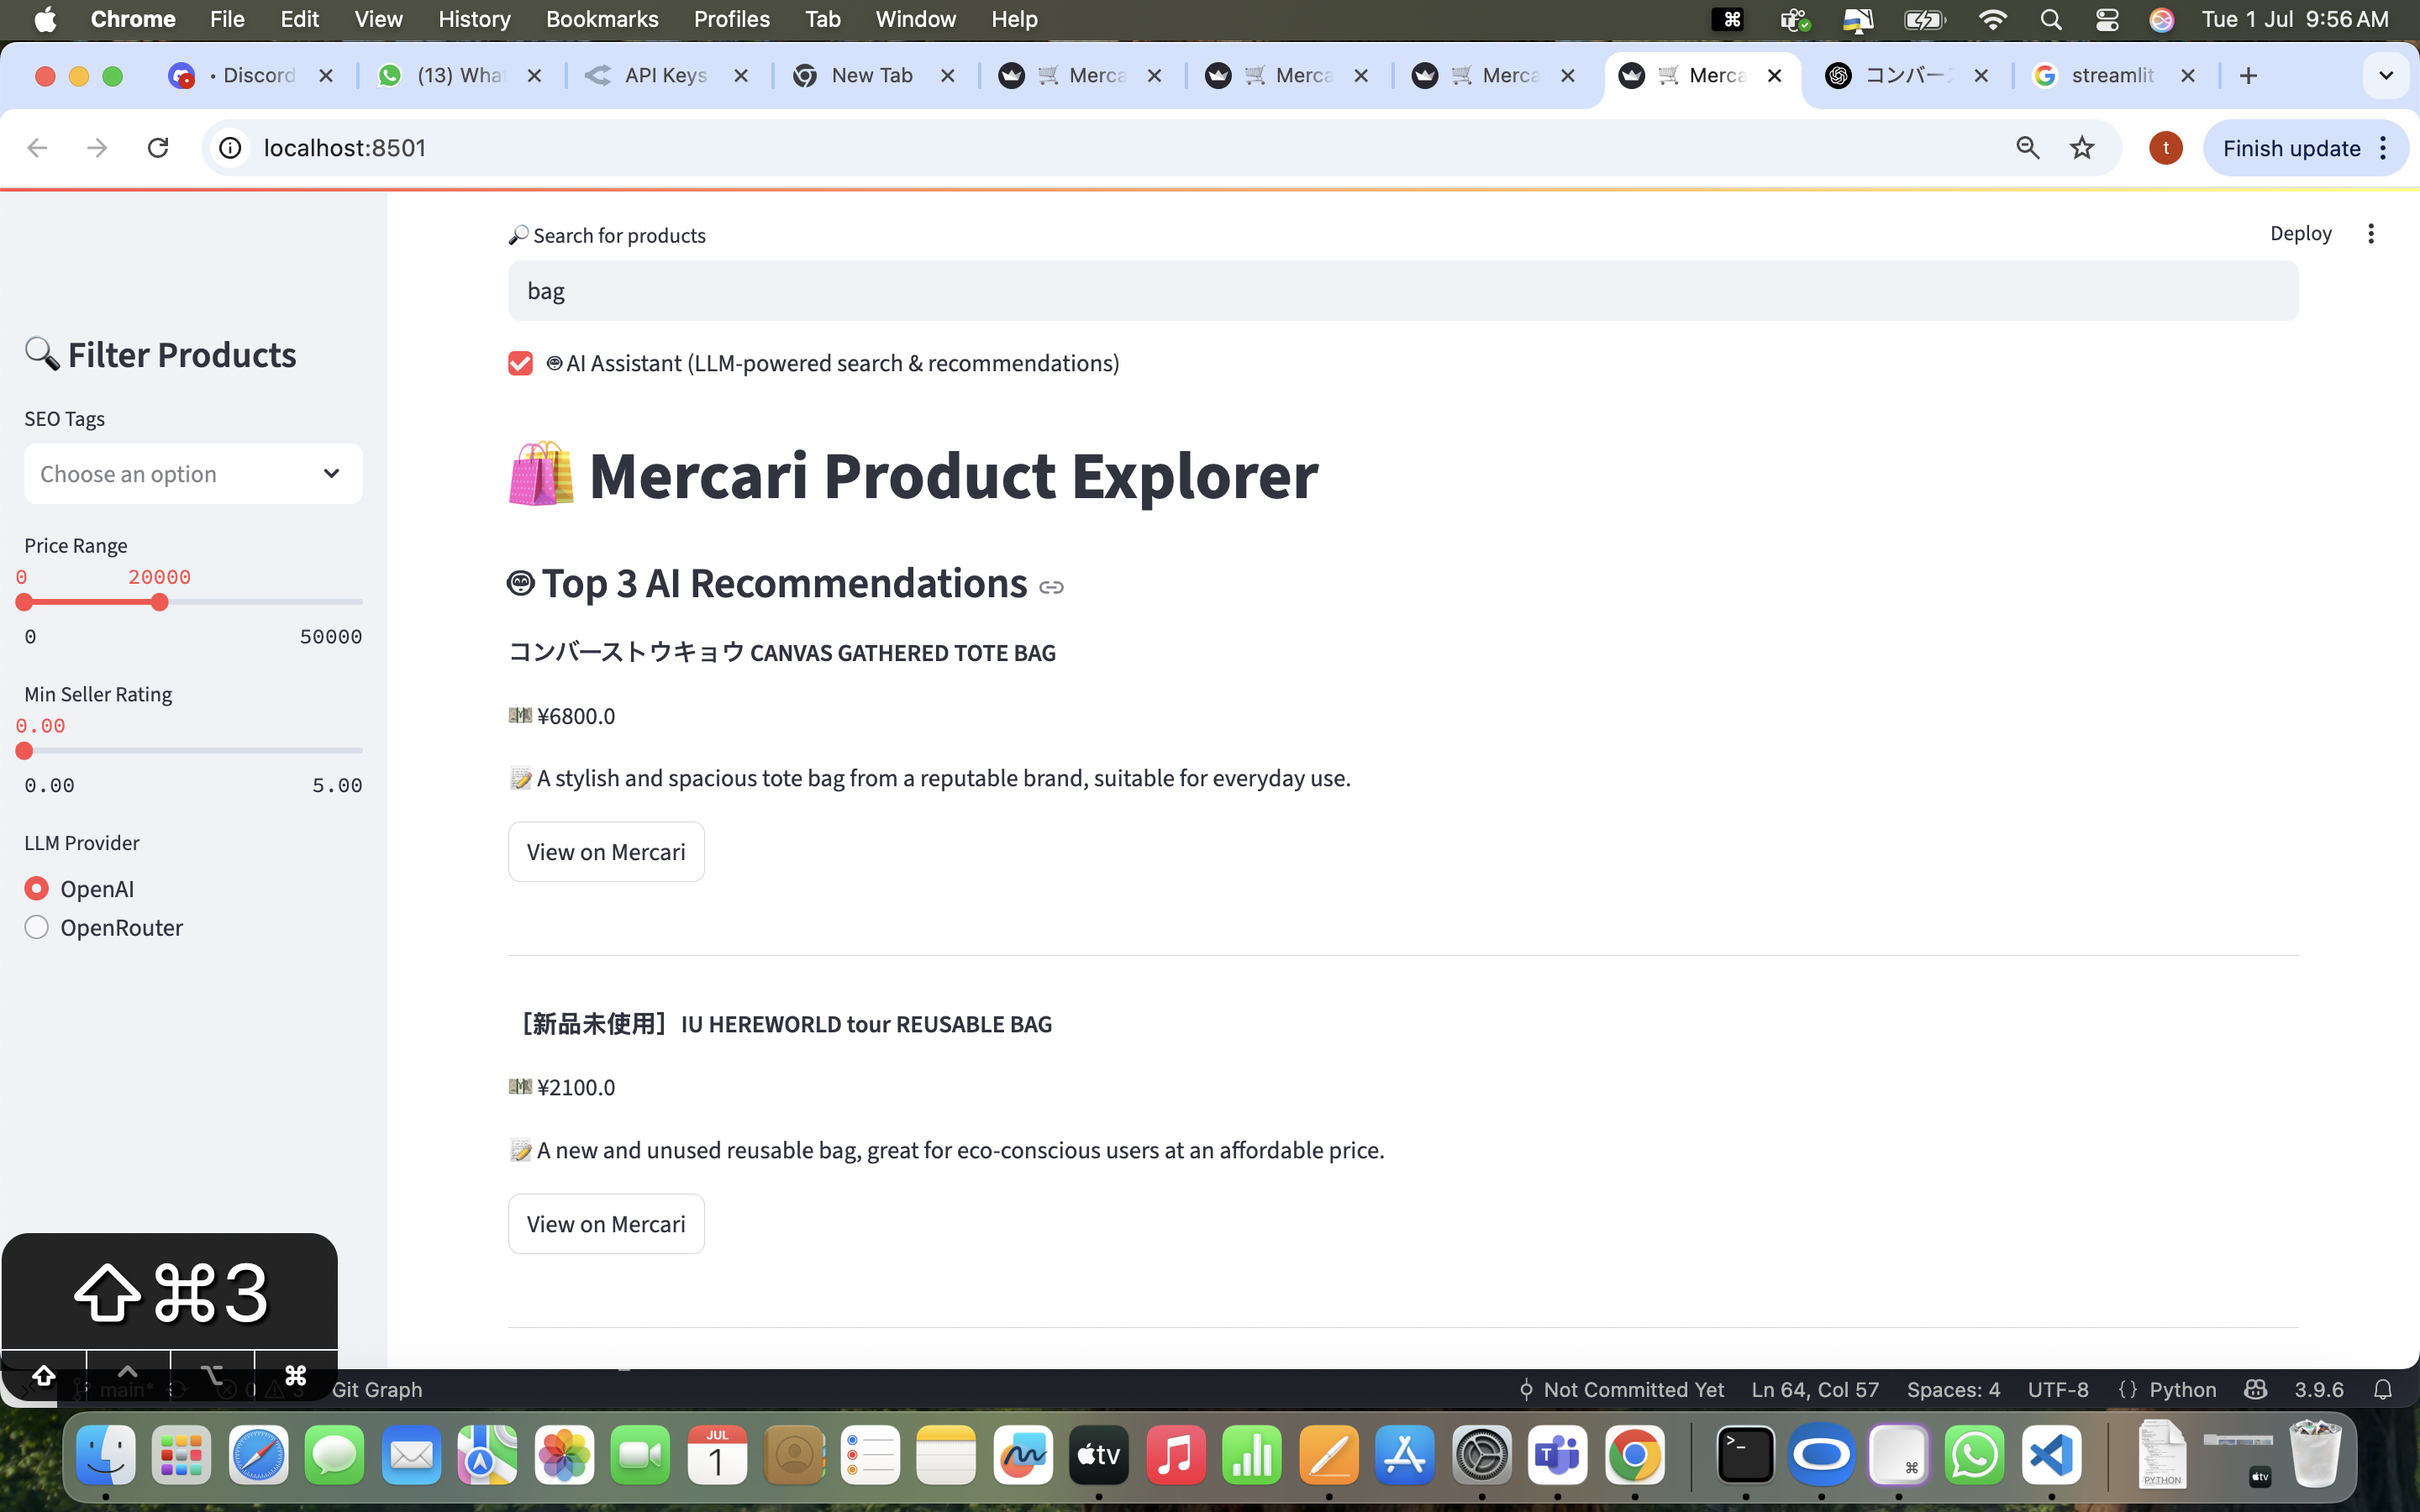 Chrome File Edit View History Bookmarks Profiles Tab Window Help Tue 1 Jul 9:56 AM
• Discord (13) Wha API Keys New Tab Merca Merca Merca Merca コンバー streamlit
localhost:8501 t Finish update
🔎 Search for products
Deploy
bag
🔍 Filter Products
AI Assistant (LLM-powered search & recommendations)
SEO Tags
Choose an option
🛍️ Mercari Product Explorer
Price Range
0 20000
0 50000
Top 3 AI Recommendations
コンバーストウキョウ CANVAS GATHERED TOTE BAG
Min Seller Rating
0.00
0.00 5.00
💴 ¥6800.0
📝 A stylish and spacious tote bag from a reputable brand, suitable for everyday use.
LLM Provider
OpenAI
OpenRouter
View on Mercari
［新品未使用］IU HEREWORLD tour REUSABLE BAG
💴 ¥2100.0
📝 A new and unused reusable bag, great for eco-conscious users at an affordable price.
View on Mercari
⇧⌘3
⇧ ⌃ ⌥ ⌘
main* 0 3 Git Graph Not Committed Yet Ln 64, Col 57 Spaces: 4 UTF-8 {} Python 3.9.6
JUL
1
tv
T
>_
⌘
PYTHON
tv